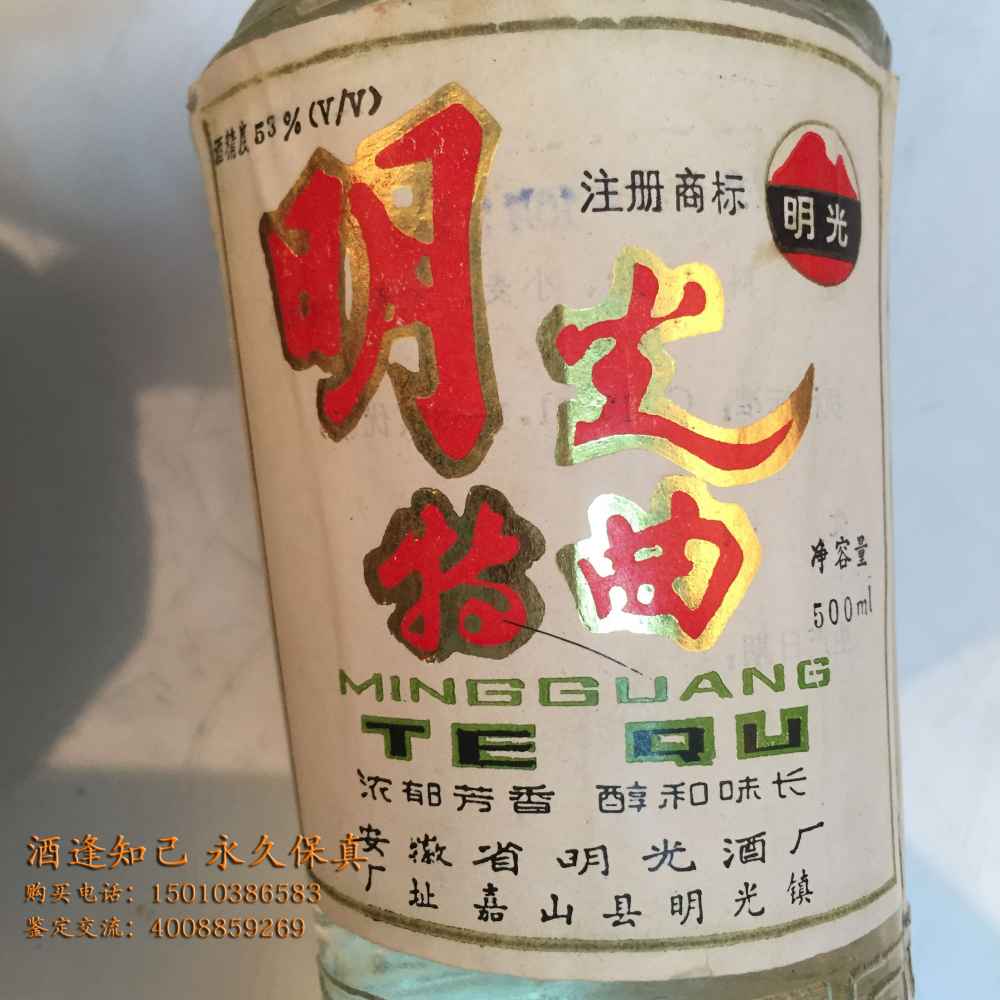 酒精度53%(V/V)
注册商标
明光
明光
特曲
净容量
500ml
MINGGUANG
TE QU
浓郁芳香 醇和味长
安徽省明光酒厂
厂址嘉山县明光镇
酒逢知己 永久保真
购买电话：15010386583
鉴定交流：4008859269